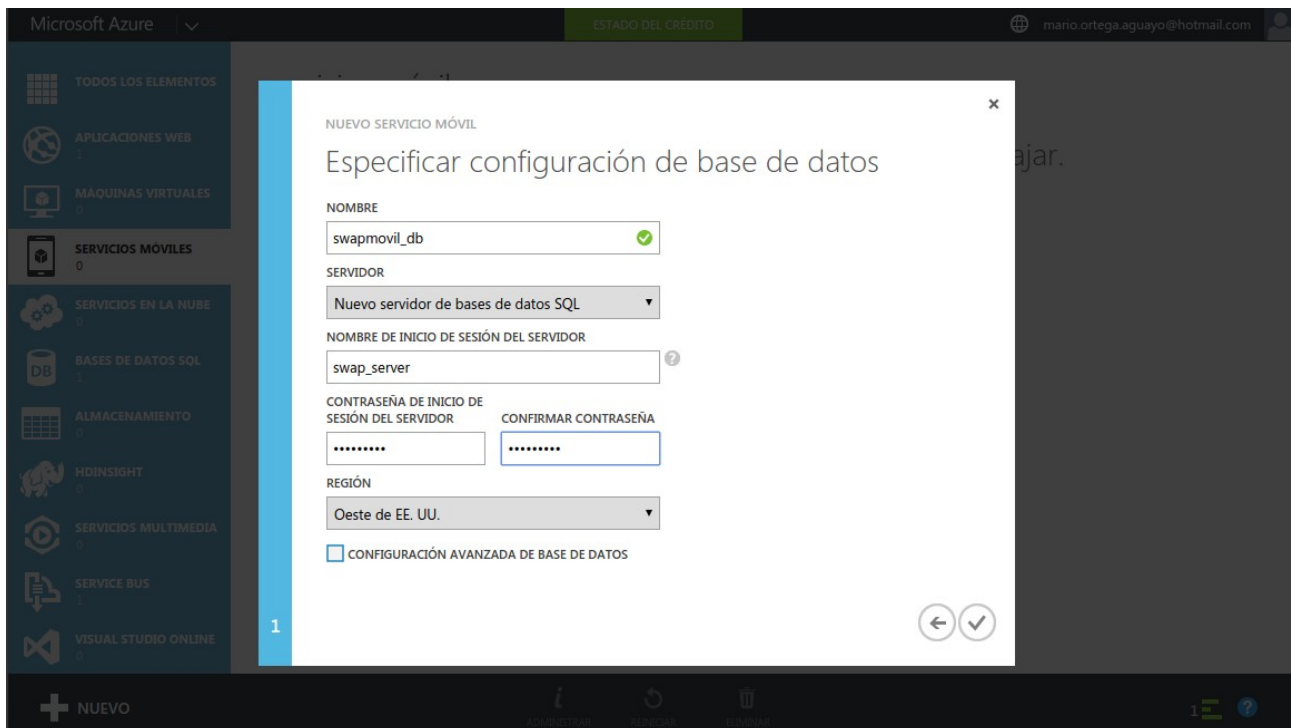 Microsoft Azure
ESTADO DEL CRÉDITO
mario.ortega.aguayo@hotmail.com
TODOS LOS ELEMENTOS
APLICACIONES WEB
1
MÁQUINAS VIRTUALES
0
SERVICIOS MÓVILES
0
SERVICIOS EN LA NUBE
0
BASES DE DATOS SQL
1
DB
ALMACENAMIENTO
0
HDINSIGHT
0
SERVICIOS MULTIMEDIA
0
SERVICE BUS
1
VISUAL STUDIO ONLINE
0
ajar.
1
NUEVO SERVICIO MÓVIL
Especificar configuración de base de datos
NOMBRE
swapmovil_db
SERVIDOR
Nuevo servidor de bases de datos SQL
NOMBRE DE INICIO DE SESIÓN DEL SERVIDOR
swap_server
?
CONTRASEÑA DE INICIO DE
SESIÓN DEL SERVIDOR
CONFIRMAR CONTRASEÑA
•••••••••
•••••••••
REGIÓN
Oeste de EE. UU.
CONFIGURACIÓN AVANZADA DE BASE DE DATOS
NUEVO
ADMINISTRAR
REINICIAR
ELIMINAR
1
?